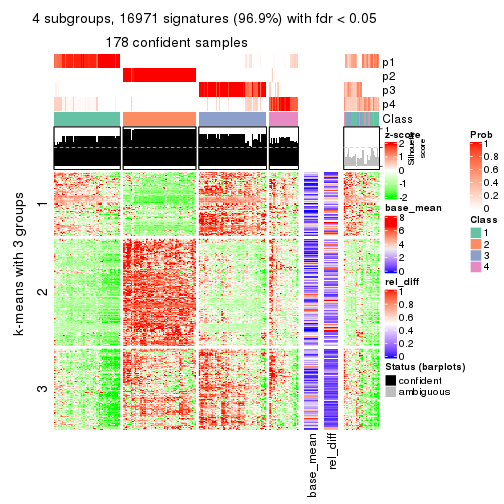 4 subgroups, 16971 signatures (96.9%) with fdr < 0.05
178 confident samples
p1
p2
p3
p4
Class
z-score
2
1
0
-1
-2
Silhouette
score
1
0
base_mean
8
6
4
2
0
rel_diff
1
0.8
0.6
0.4
0.2
0
Status (barplots)
confident
ambiguous
Prob
1
0.8
0.6
0.4
0.2
0
Class
1
2
3
4
k-means with 3 groups
1
2
3
base_mean
rel_diff